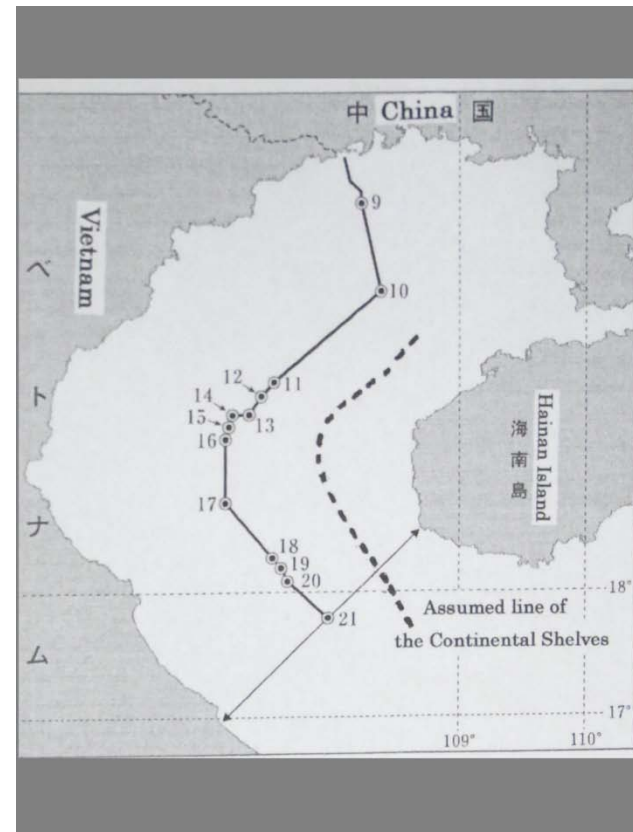 中 China 国
Vietnam
ベトナム
9
10
11
12
13
14
15
16
17
18
19
20
21
Hainan Island
海南島
Assumed line of
the Continental Shelves
18°
17°
109°
110°